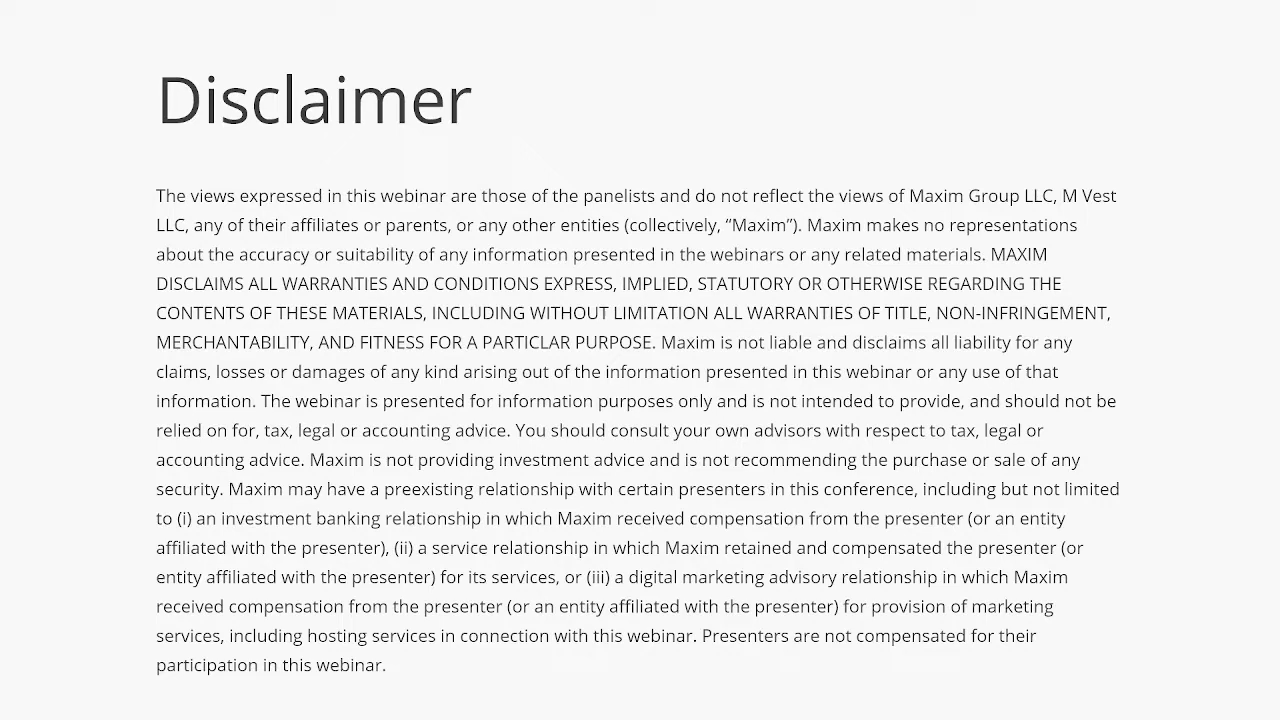 Disclaimer
The views expressed in this webinar are those of the panelists and do not reflect the views of Maxim Group LLC, M Vest
LLC, any of their affiliates or parents, or any other entities (collectively, “Maxim”). Maxim makes no representations
about the accuracy or suitability of any information presented in the webinars or any related materials. MAXIM
DISCLAIMS ALL WARRANTIES AND CONDITIONS EXPRESS, IMPLIED, STATUTORY OR OTHERWISE REGARDING THE
CONTENTS OF THESE MATERIALS, INCLUDING WITHOUT LIMITATION ALL WARRANTIES OF TITLE, NON-INFRINGEMENT,
MERCHANTABILITY, AND FITNESS FOR A PARTICLAR PURPOSE. Maxim is not liable and disclaims all liability for any
claims, losses or damages of any kind arising out of the information presented in this webinar or any use of that
information. The webinar is presented for information purposes only and is not intended to provide, and should not be
relied on for, tax, legal or accounting advice. You should consult your own advisors with respect to tax, legal or
accounting advice. Maxim is not providing investment advice and is not recommending the purchase or sale of any
security. Maxim may have a preexisting relationship with certain presenters in this conference, including but not limited
to (i) an investment banking relationship in which Maxim received compensation from the presenter (or an entity
affiliated with the presenter), (ii) a service relationship in which Maxim retained and compensated the presenter (or
entity affiliated with the presenter) for its services, or (iii) a digital marketing advisory relationship in which Maxim
received compensation from the presenter (or an entity affiliated with the presenter) for provision of marketing
services, including hosting services in connection with this webinar. Presenters are not compensated for their
participation in this webinar.